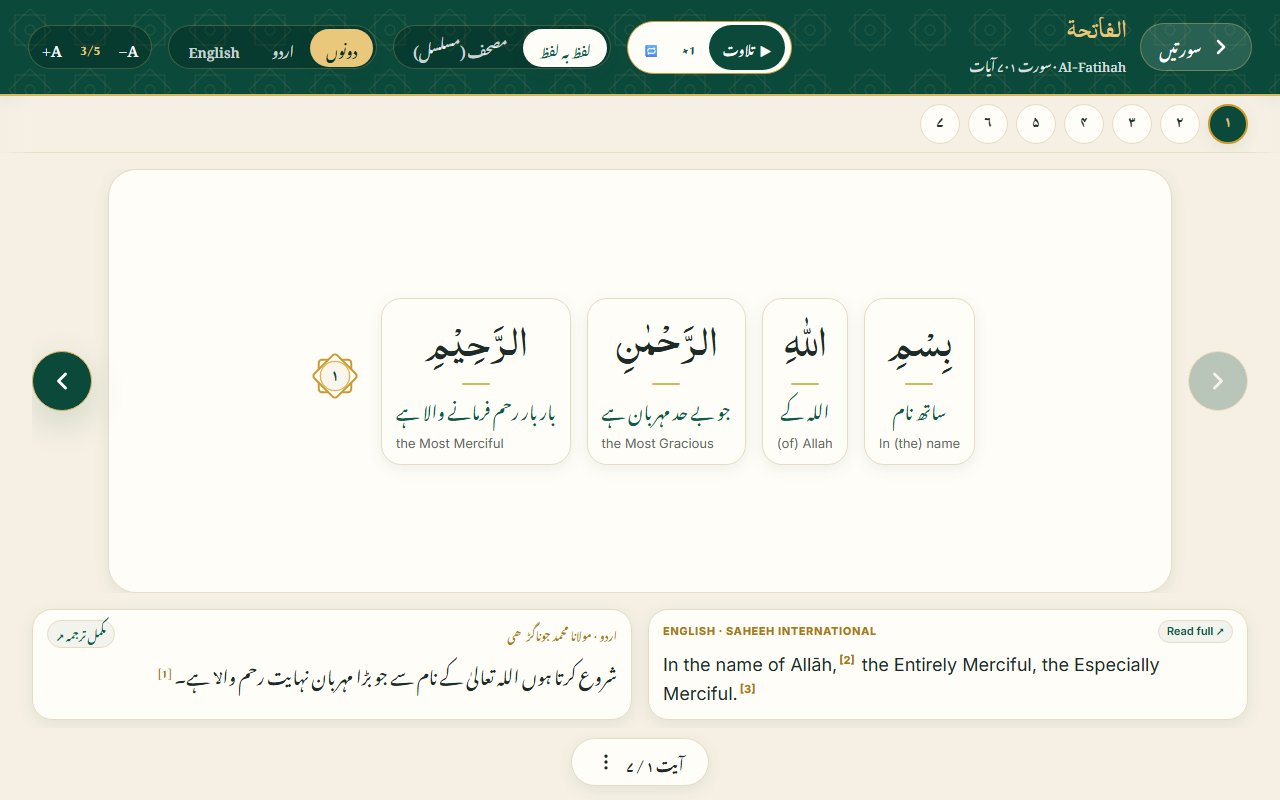 سورتیں
الفاتحة
Al-Fatihah · سورت ۱ · ۷ آیات
▶ تلاوت
+۱
لفظ بہ لفظ
مصحف (مسلسل)
دونوں
اردو
English
A−
3/5
A+
۱
۲
۳
۴
۵
۶
۷
بِسْمِ
ساتھ نام
In (the) name
اللّٰهِ
اللہ کے
(of) Allah
الرَّحْمٰنِ
جو بے حد مہربان ہے
the Most Gracious
الرَّحِيْمِ
بار بار رحم فرمانے والا ہے
the Most Merciful
۱
اردو · مولانا محمد جوناگڑھی
مکمل ترجمہ ↗
شروع کرتا ہوں اللہ تعالیٰ کے نام سے جو بڑا مہربان نہایت رحم والا ہے۔ [1]
ENGLISH · SAHEEH INTERNATIONAL
Read full ↗
In the name of Allāh,[2] the Entirely Merciful, the Especially
Merciful.[3]
آیت ۱ / ۷